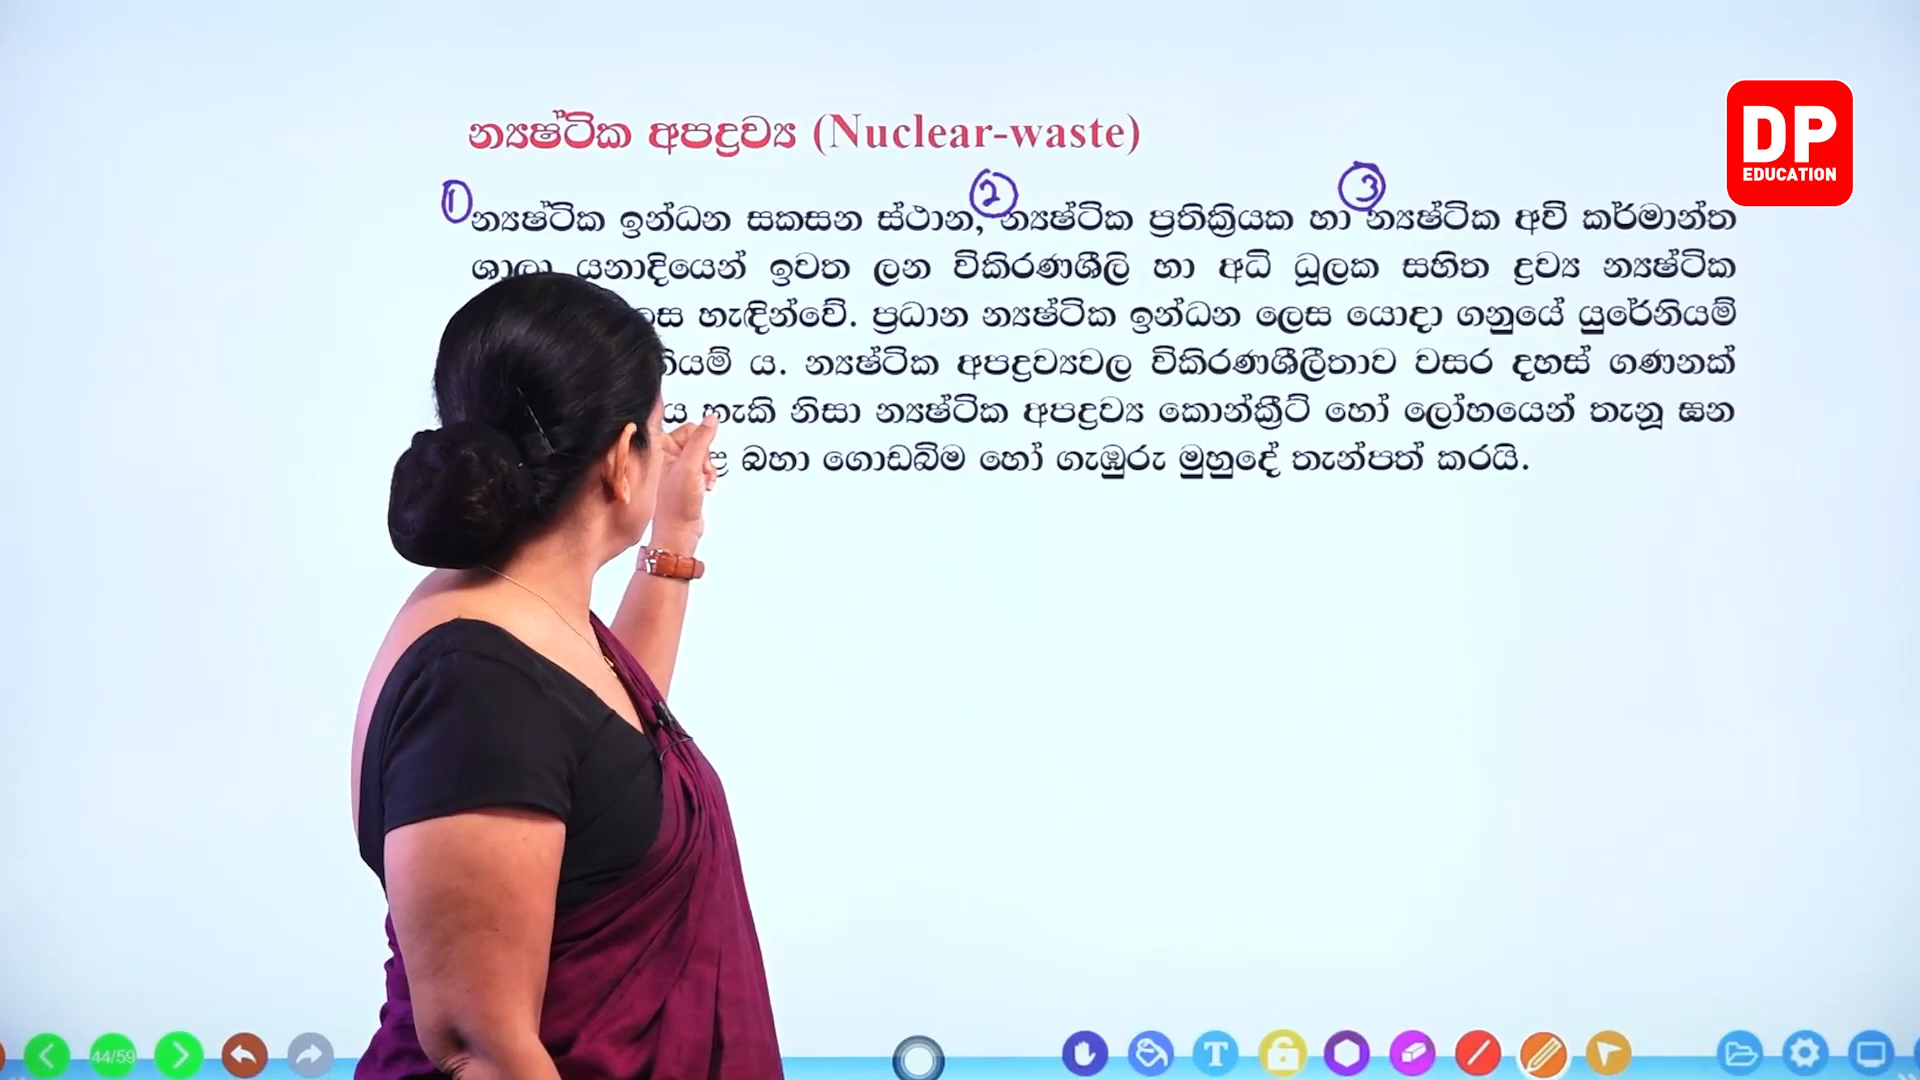 න්‍යෂ්ටික අපද්‍රව්‍ය (Nuclear-waste)
1 2 3
න්‍යෂ්ටික ඉන්ධන සකසන ස්ථාන, න්‍යෂ්ටික ප්‍රතික්‍රියක හා න්‍යෂ්ටික අවි කර්මාන්ත
ශාලා යනාදියෙන් ඉවත ලන විකිරණශීලි හා අධි ධූලක සහිත ද්‍රව්‍ය න්‍යෂ්ටික
හැඳින්වේ. ප්‍රධාන න්‍යෂ්ටික ඉන්ධන ලෙස යොදා ගනුයේ යුරේනියම්
ය. න්‍යෂ්ටික අපද්‍රව්‍යවල විකිරණශීලීතාව වසර දහස් ගණනක්
හැකි නිසා න්‍යෂ්ටික අපද්‍රව්‍ය කොන්ක්‍රීට් හෝ ලෝහයෙන් තැනූ ඝන
බහා ගොඩබිම හෝ ගැඹුරු මුහුදේ තැන්පත් කරයි.
DP
EDUCATION
44/59
T